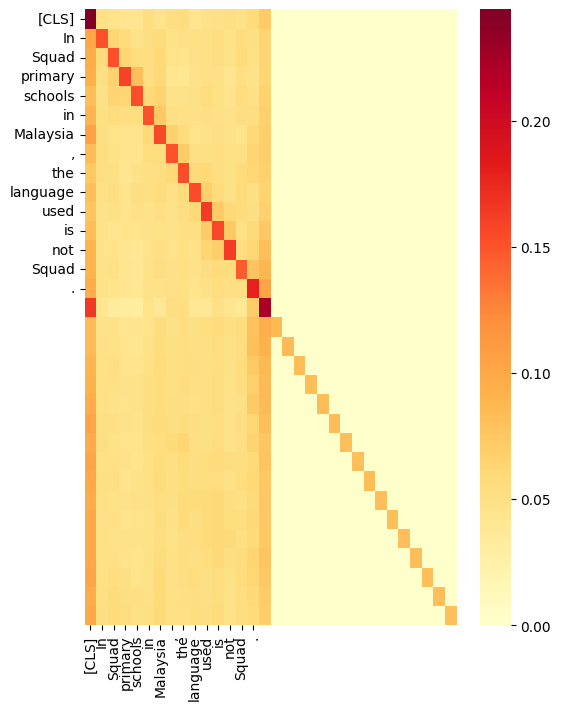 [CLS]
In
Squad
primary
schools
in
Malaysia
,
the
language
used
is
not
Squad
.
0.20
0.15
0.10
0.05
0.00
[CLS]
In
Squad
primary
schools
in
Malaysia
,
the
language
used
is
not
Squad
.